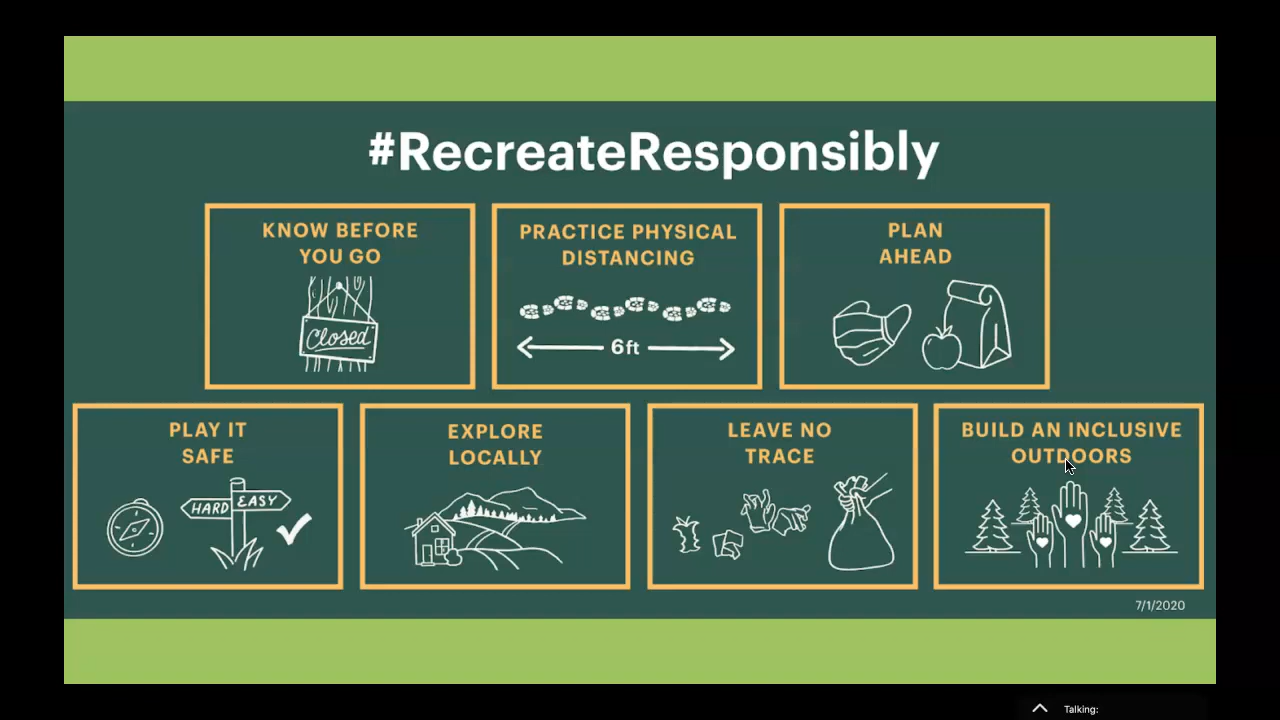 #RecreateResponsibly
KNOW BEFORE
YOU GO
Closed
PRACTICE PHYSICAL
DISTANCING
6ft
PLAN
AHEAD
PLAY IT
SAFE
HARD
EASY
EXPLORE
LOCALLY
LEAVE NO
TRACE
BUILD AN INCLUSIVE
OUTDOORS
7/1/2020
Talking: